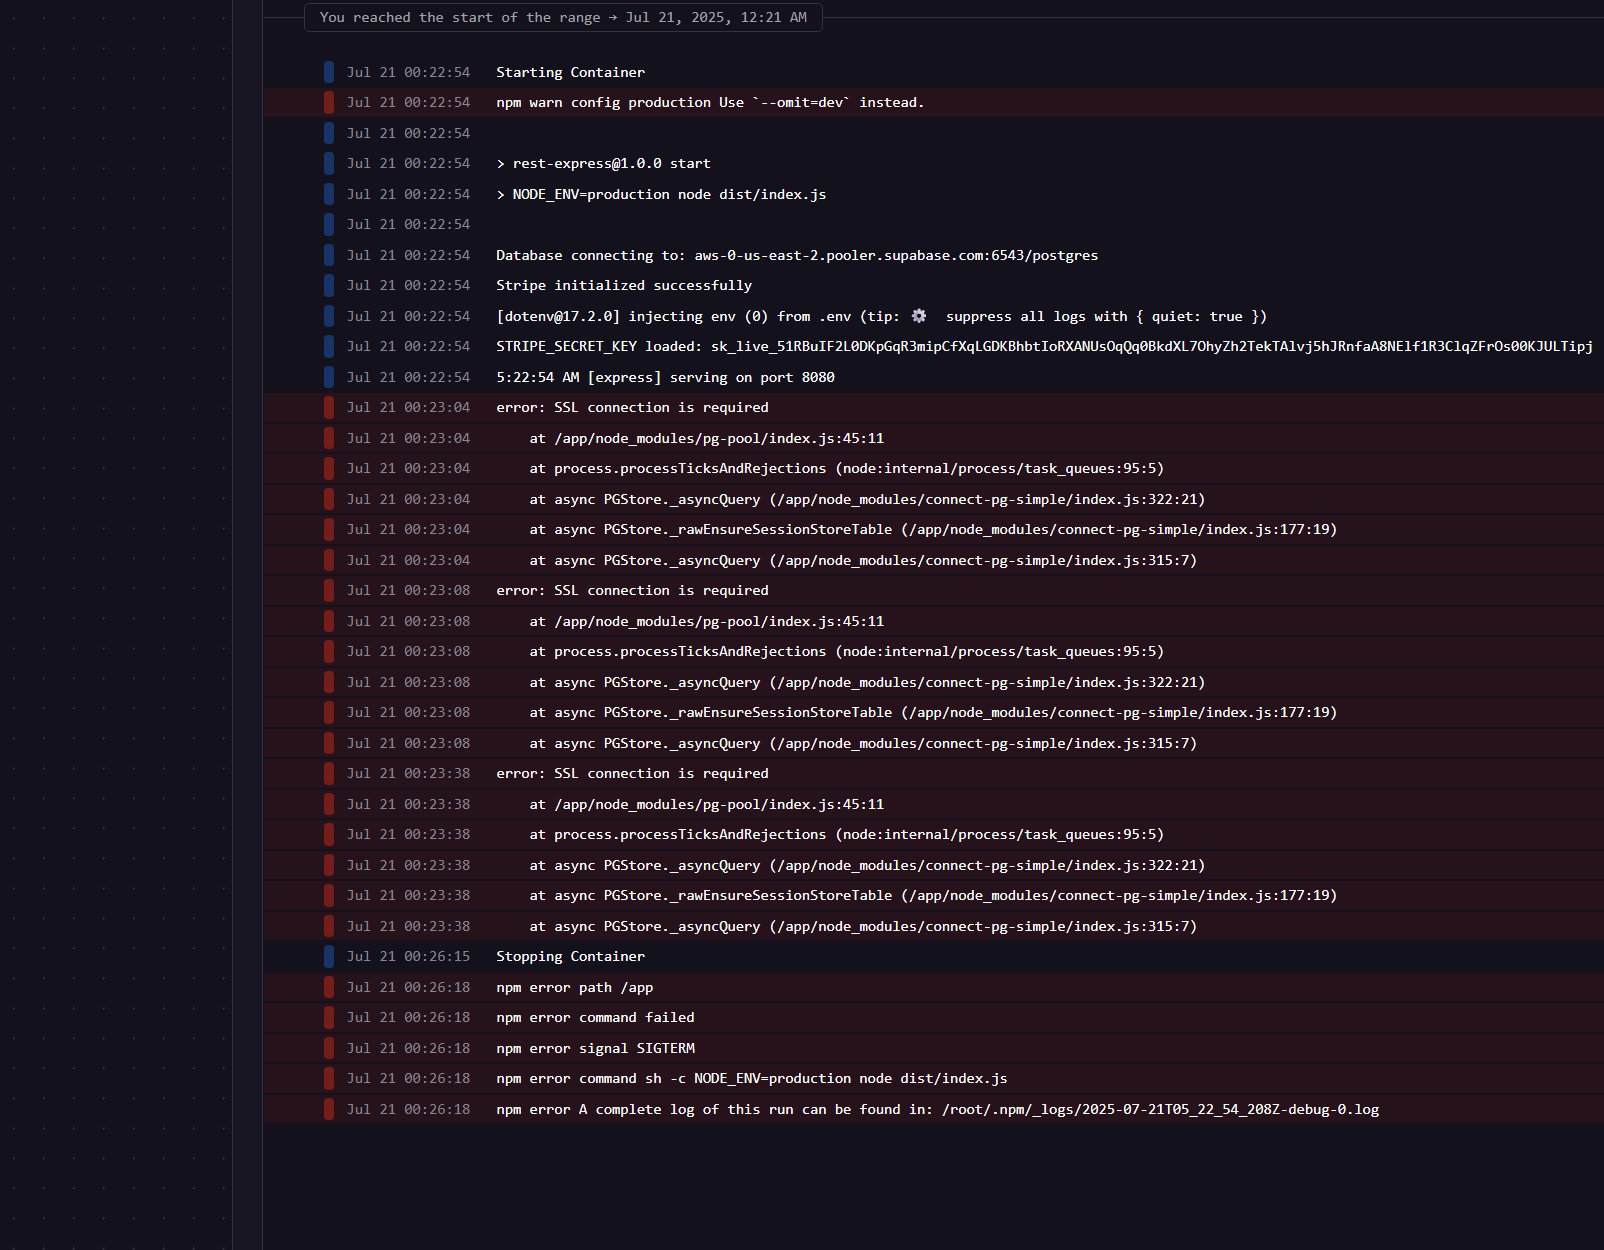 You reached the start of the range → Jul 21, 2025, 12:21 AM
Jul 21 00:22:54 Starting Container
Jul 21 00:22:54 npm warn config production Use `--omit=dev` instead.
Jul 21 00:22:54
Jul 21 00:22:54 > rest-express@1.0.0 start
Jul 21 00:22:54 > NODE_ENV=production node dist/index.js
Jul 21 00:22:54
Jul 21 00:22:54 Database connecting to: aws-0-us-east-2.pooler.supabase.com:6543/postgres
Jul 21 00:22:54 Stripe initialized successfully
Jul 21 00:22:54 [dotenv@17.2.0] injecting env (0) from .env (tip: ⚙️ suppress all logs with { quiet: true })
Jul 21 00:22:54 STRIPE_SECRET_KEY loaded:
Jul 21 00:22:54 5:22:54 AM [express] serving on port 8080
Jul 21 00:23:04 error: SSL connection is required
Jul 21 00:23:04 at /app/node_modules/pg-pool/index.js:45:11
Jul 21 00:23:04 at process.processTicksAndRejections (node:internal/process/task_queues:95:5)
Jul 21 00:23:04 at async PGStore._asyncQuery (/app/node_modules/connect-pg-simple/index.js:322:21)
Jul 21 00:23:04 at async PGStore._rawEnsureSessionStoreTable (/app/node_modules/connect-pg-simple/index.js:177:19)
Jul 21 00:23:04 at async PGStore._asyncQuery (/app/node_modules/connect-pg-simple/index.js:315:7)
Jul 21 00:23:08 error: SSL connection is required
Jul 21 00:23:08 at /app/node_modules/pg-pool/index.js:45:11
Jul 21 00:23:08 at process.processTicksAndRejections (node:internal/process/task_queues:95:5)
Jul 21 00:23:08 at async PGStore._asyncQuery (/app/node_modules/connect-pg-simple/index.js:322:21)
Jul 21 00:23:08 at async PGStore._rawEnsureSessionStoreTable (/app/node_modules/connect-pg-simple/index.js:177:19)
Jul 21 00:23:08 at async PGStore._asyncQuery (/app/node_modules/connect-pg-simple/index.js:315:7)
Jul 21 00:23:38 error: SSL connection is required
Jul 21 00:23:38 at /app/node_modules/pg-pool/index.js:45:11
Jul 21 00:23:38 at process.processTicksAndRejections (node:internal/process/task_queues:95:5)
Jul 21 00:23:38 at async PGStore._asyncQuery (/app/node_modules/connect-pg-simple/index.js:322:21)
Jul 21 00:23:38 at async PGStore._rawEnsureSessionStoreTable (/app/node_modules/connect-pg-simple/index.js:177:19)
Jul 21 00:23:38 at async PGStore._asyncQuery (/app/node_modules/connect-pg-simple/index.js:315:7)
Jul 21 00:26:15 Stopping Container
Jul 21 00:26:18 npm error path /app
Jul 21 00:26:18 npm error command failed
Jul 21 00:26:18 npm error signal SIGTERM
Jul 21 00:26:18 npm error command sh -c NODE_ENV=production node dist/index.js
Jul 21 00:26:18 npm error A complete log of this run can be found in: /root/.npm/_logs/2025-07-21T05_22_54_208Z-debug-0.log